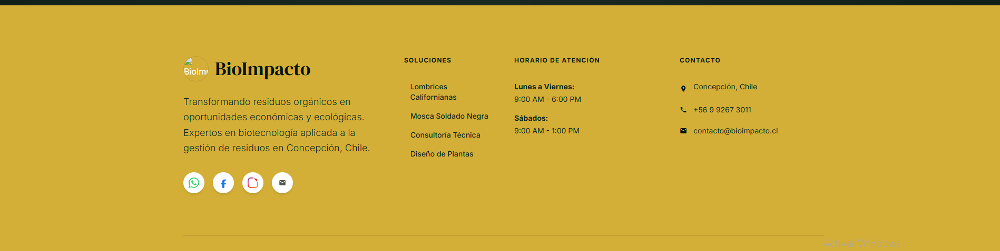 BioIm
BioImpacto
Transformando residuos orgánicos en
oportunidades económicas y ecológicas.
Expertos en biotecnología aplicada a la
gestión de residuos en Concepción, Chile.
SOLUCIONES
Lombrices
Californianas
Mosca Soldado Negra
Consultoría Técnica
Diseño de Plantas
HORARIO DE ATENCIÓN
Lunes a Viernes:
9:00 AM - 6:00 PM
Sábados:
9:00 AM - 1:00 PM
CONTACTO
Concepción, Chile
+56 9 9267 3011
contacto@bioimpacto.cl
Activar Windows